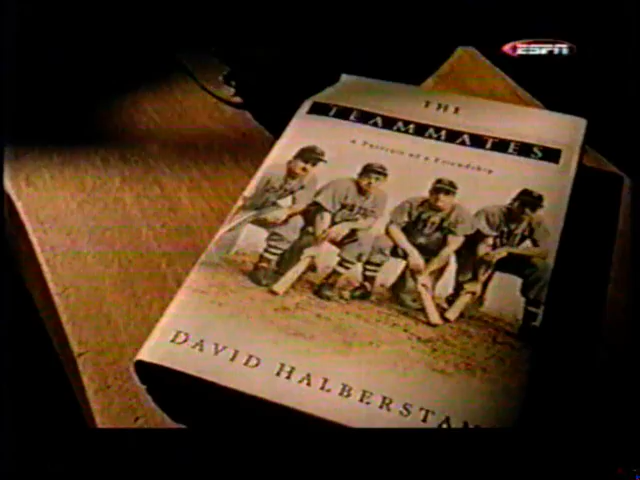 ESPN
THE
TEAMMATES
A Portrait of a Friendship
DAVID HALBERSTAM